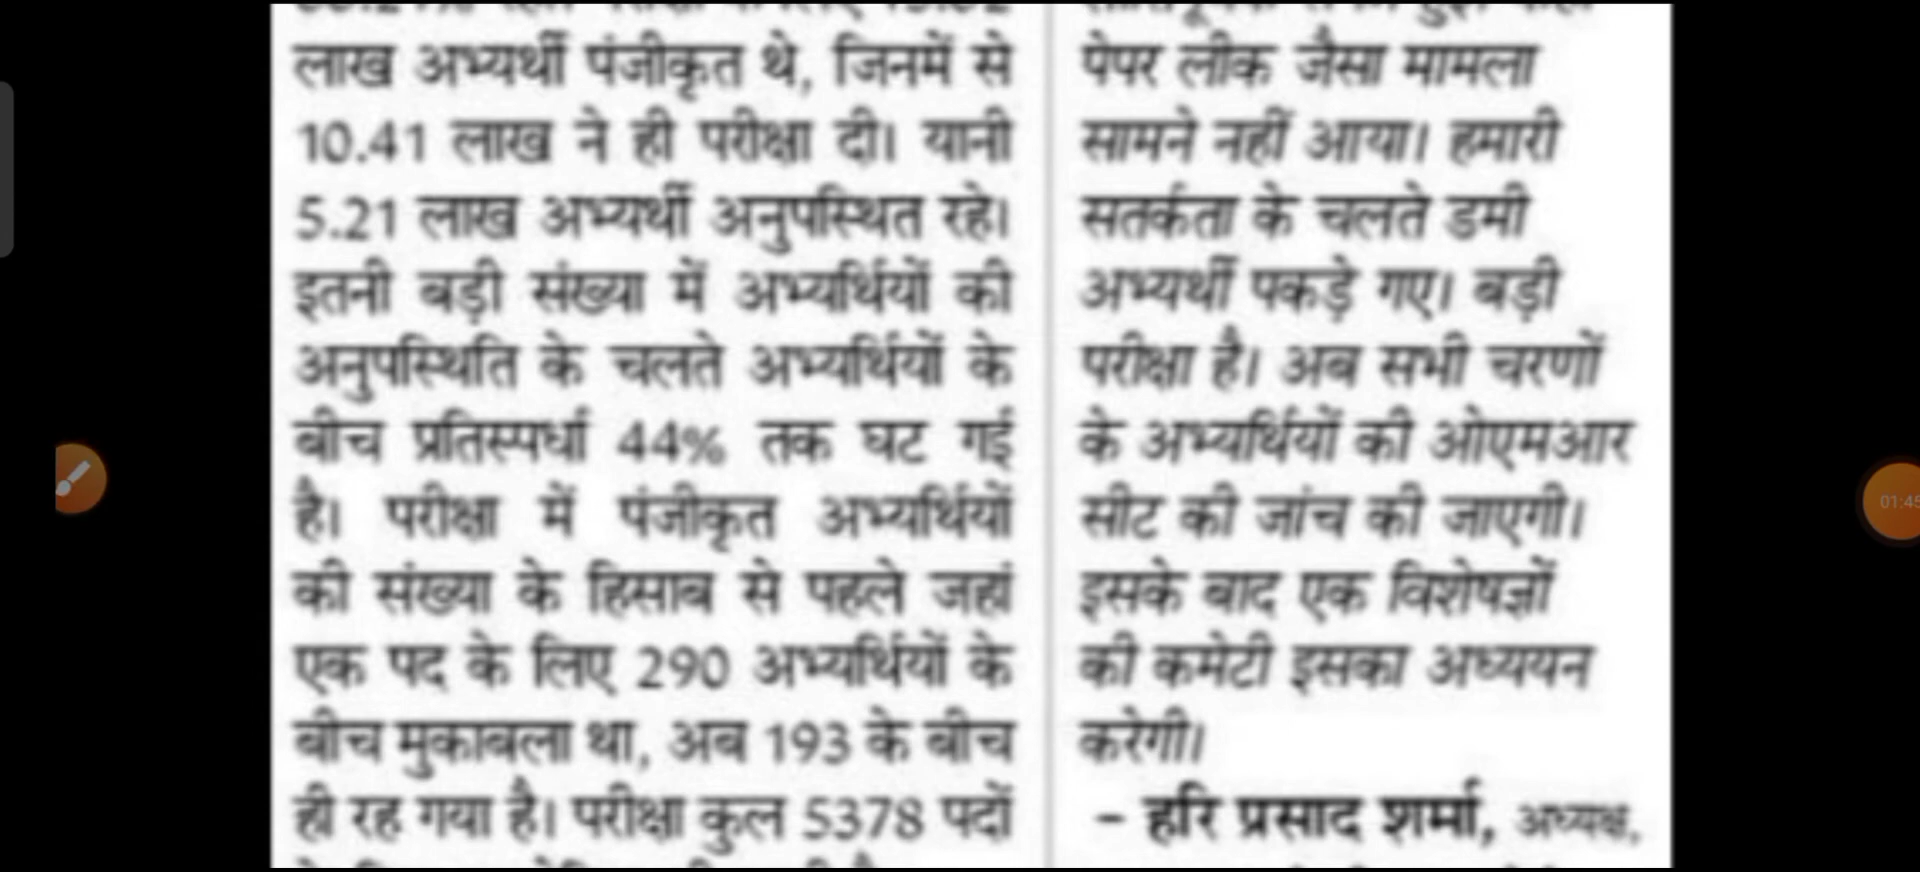 लाख अभ्यर्थी पंजीकृत थे, जिनमें से
10.41 लाख ने ही परीक्षा दी। यानी
5.21 लाख अभ्यर्थी अनुपस्थित रहे।
इतनी बड़ी संख्या में अभ्यर्थियों की
अनुपस्थिति के चलते अभ्यर्थियों के
बीच प्रतिस्पर्धा 44% तक घट गई
है। परीक्षा में पंजीकृत अभ्यर्थियों
की संख्या के हिसाब से पहले जहां
एक पद के लिए 290 अभ्यर्थियों के
बीच मुकाबला था, अब 193 के बीच
ही रह गया है। परीक्षा कुल 5378 पदों
पेपर लीक जैसा मामला
सामने नहीं आया। हमारी
सतर्कता के चलते डमी
अभ्यर्थी पकड़े गए। बड़ी
परीक्षा है। अब सभी चरणों
के अभ्यर्थियों की ओएमआर
सीट की जांच की जाएगी।
इसके बाद एक विशेषज्ञों
की कमेटी इसका अध्ययन
करेगी।
– हरि प्रसाद शर्मा, अध्यक्ष,
01:45